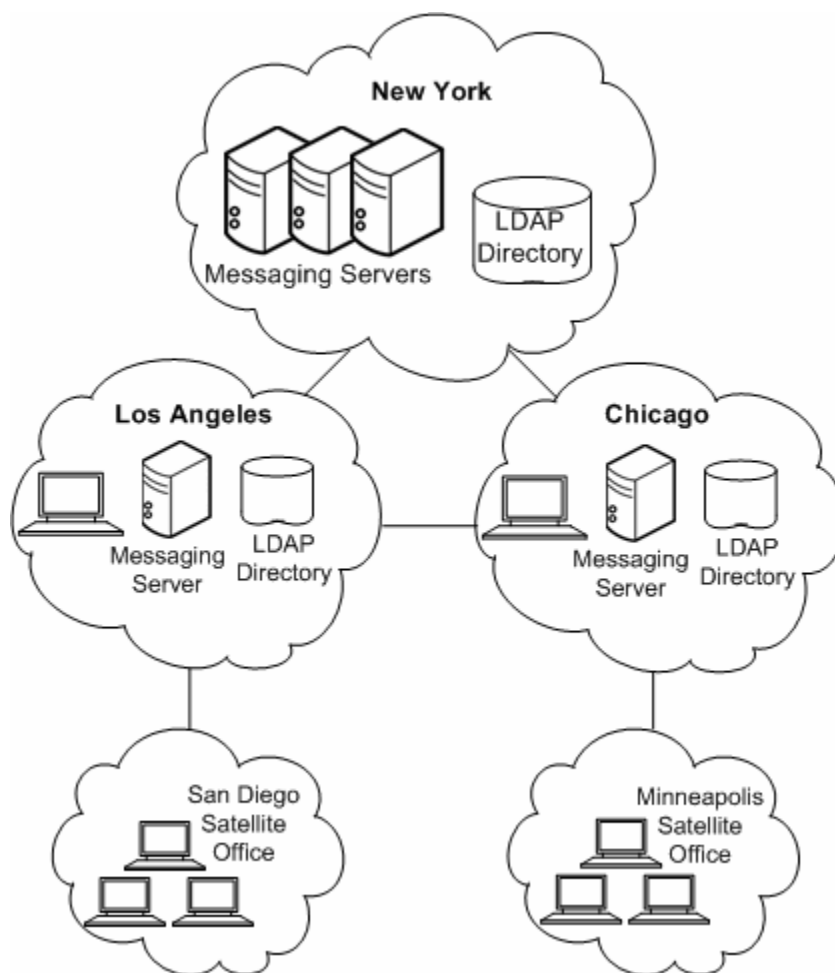 New York
LDAP
Directory
Messaging Servers
Los Angeles
Messaging
Server
LDAP
Directory
Chicago
Messaging
Server
LDAP
Directory
San Diego
Satellite
Office
Minneapolis
Satellite
Office